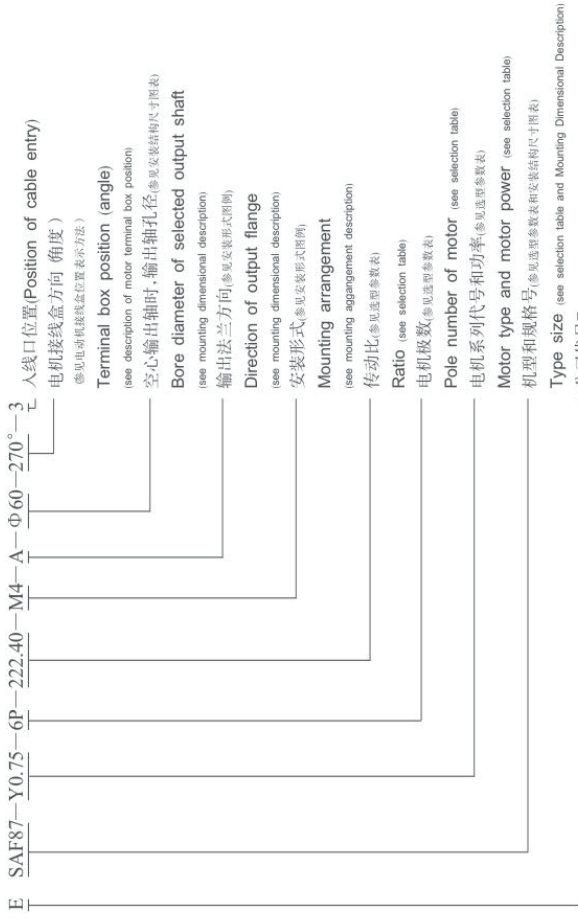 E SAF87—Y0.75—6P—222.40—M4—A—Φ60—270°—3
入线口位置(Position of cable entry)
电机接线盒方向(角度)
参见电动机接线盒位置表示方法)
Terminal box position (angle)
(see description of motor terminal box position)
空心输出轴时,输出轴孔径(参见安装结构尺寸图表)
Bore diameter of selected output shaft
(see mounting dimensional description)
输出法兰方向(参见安装形式图例)
Direction of output flange
(see mounting dimensional description)
安装形式(参见安装形式图例)
Mounting arrangement
(see mounting aggangement description)
传动比(参见选型参数表)
Ratio (see selection table)
电机极数(参见选型参数表)
Pole number of motor (see selection table)
电机系列代号和功率(参见选型参数表)
Motor type and motor power (see selection table)
机型和规格号(参见选型参数表和安装结构尺寸图表)
Type size (see selection table and Mounting Dimensional Description)